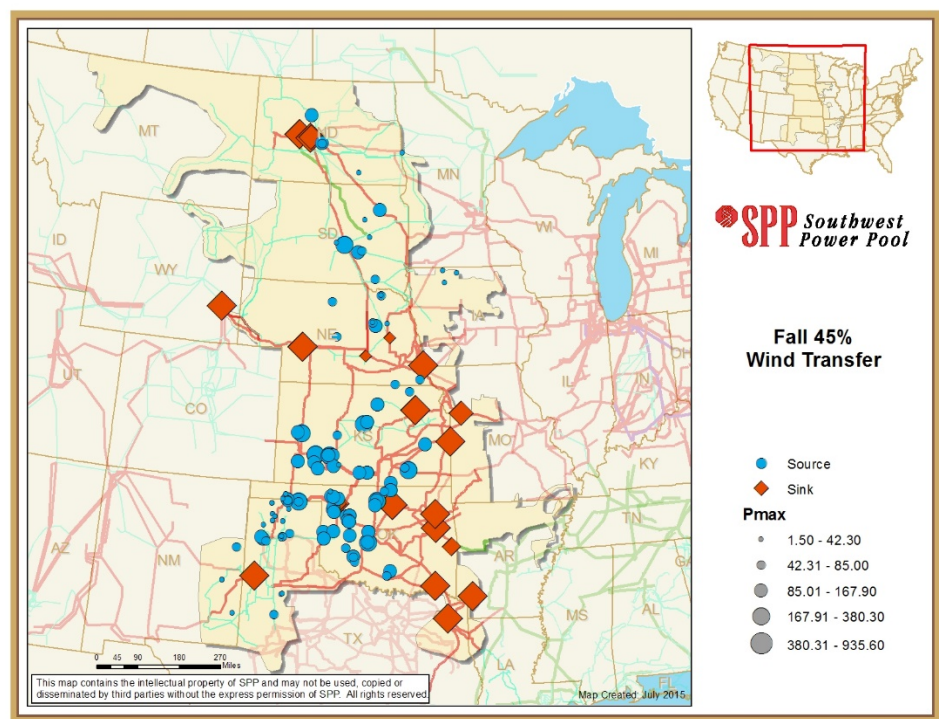 MT
ND
MN
ID
SD
WI
MI
WY
IA
NE
UT
CO
IL
IN
OH
KS
MO
KY
OK
TN
AZ
NM
AR
GA
MS
AL
TX
LA
FL
0 45 90 180 270
Miles
This map contains the intellectual property of SPP and may not be used, copied or
disseminated by third parties without the express permission of SPP. All rights reserved.
Map Created: July 2015
SPP Southwest
Power Pool
Fall 45%
Wind Transfer
Source
Sink
Pmax
1.50 - 42.30
42.31 - 85.00
85.01 - 167.90
167.91 - 380.30
380.31 - 935.60